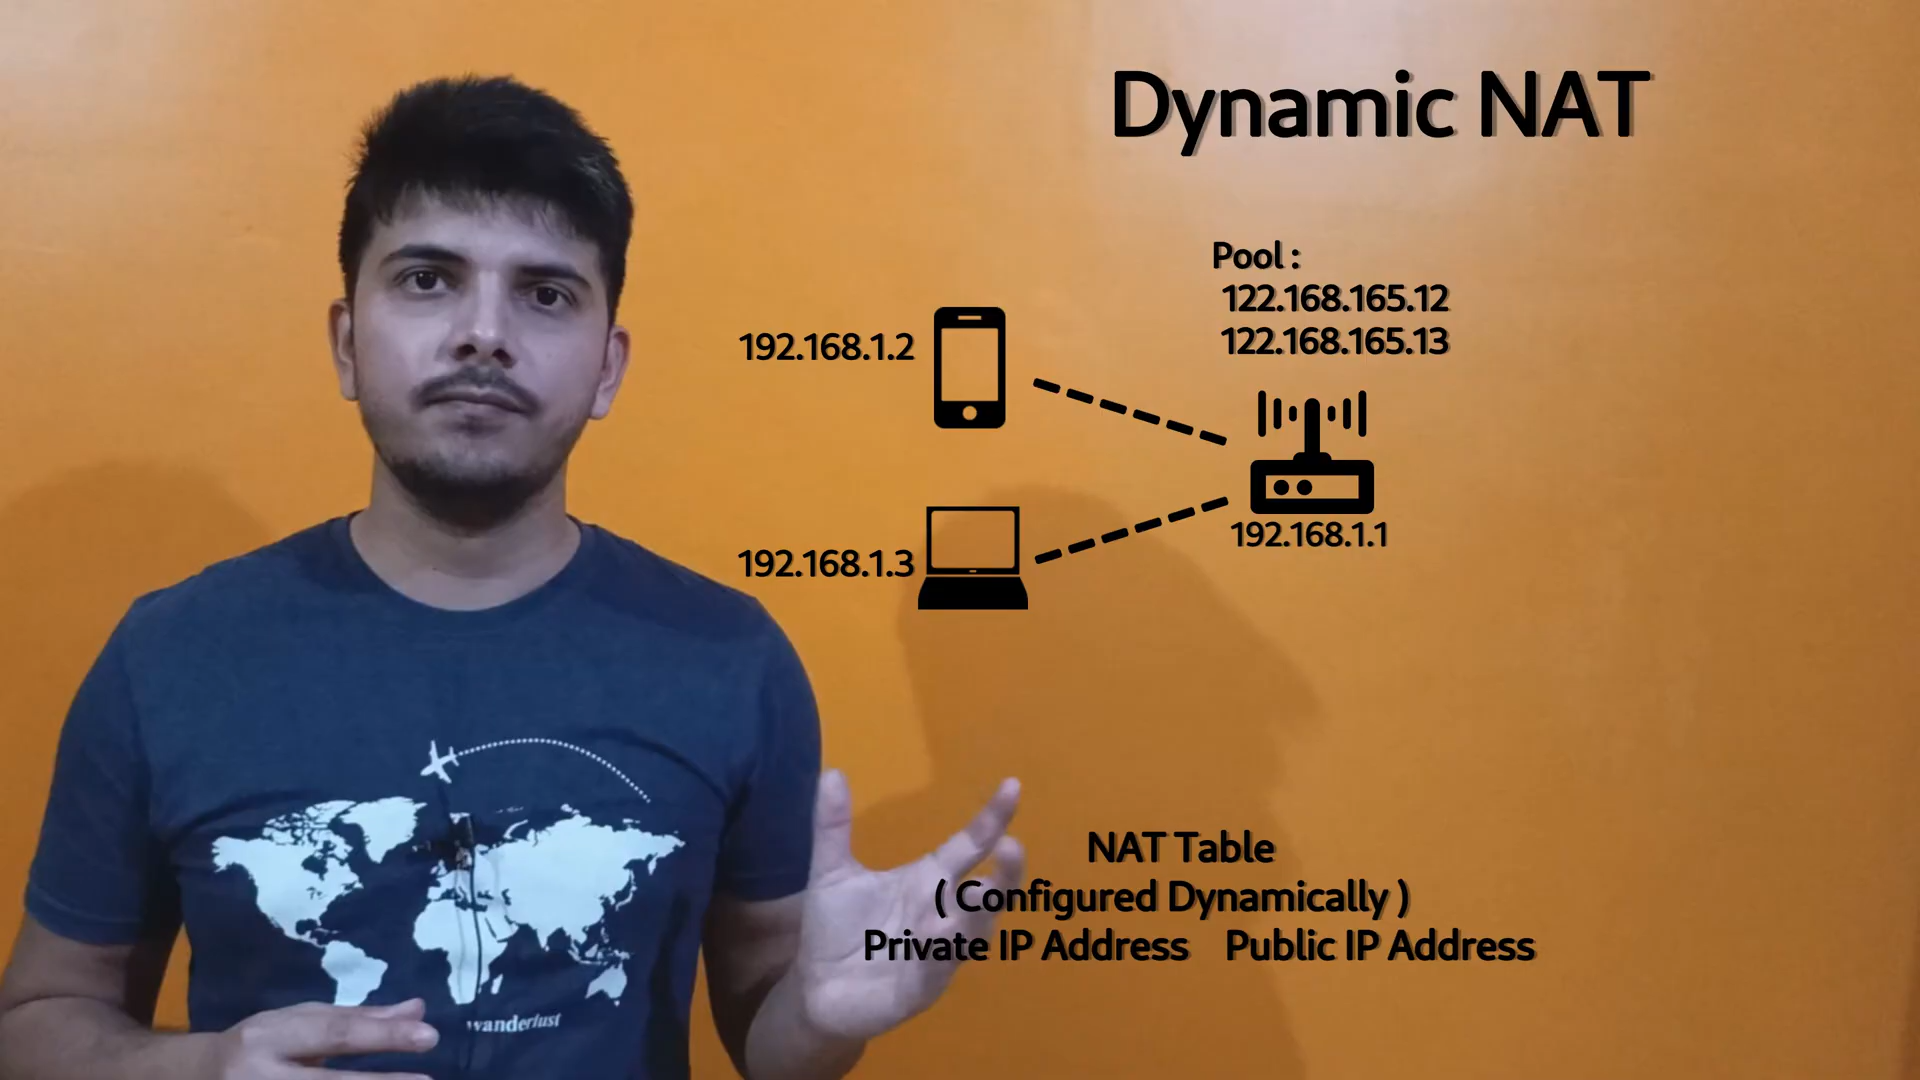 Dynamic NAT
Pool :
122.168.165.12
122.168.165.13
192.168.1.2
192.168.1.3
192.168.1.1
NAT Table
( Configured Dynamically )
Private IP Address    Public IP Address
wanderlust